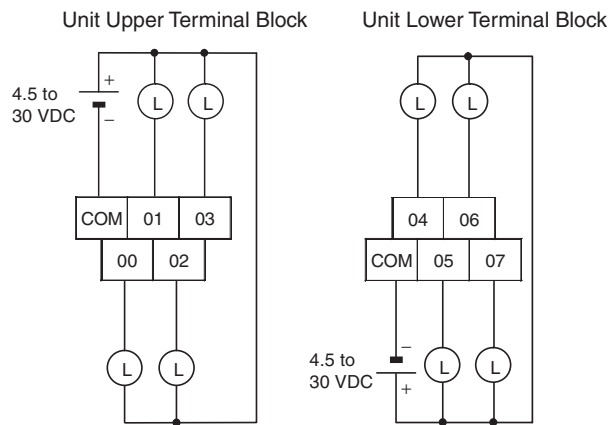 Unit Upper Terminal Block
Unit Lower Terminal Block
+
4.5 to
30 VDC
−
L
L
L
L
COM 01 03
00 02
L
L
04 06
COM 05 07
4.5 to
30 VDC
−
+
L
L